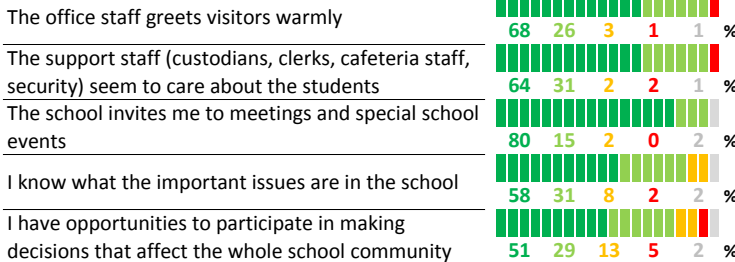 The office staff greets visitors warmly
68 26 3 1 1 %
The support staff (custodians, clerks, cafeteria staff,
security) seem to care about the students
64 31 2 2 1 %
The school invites me to meetings and special school
events
80 15 2 0 2 %
I know what the important issues are in the school
58 31 8 2 2 %
I have opportunities to participate in making
decisions that affect the whole school community
51 29 13 5 2 %